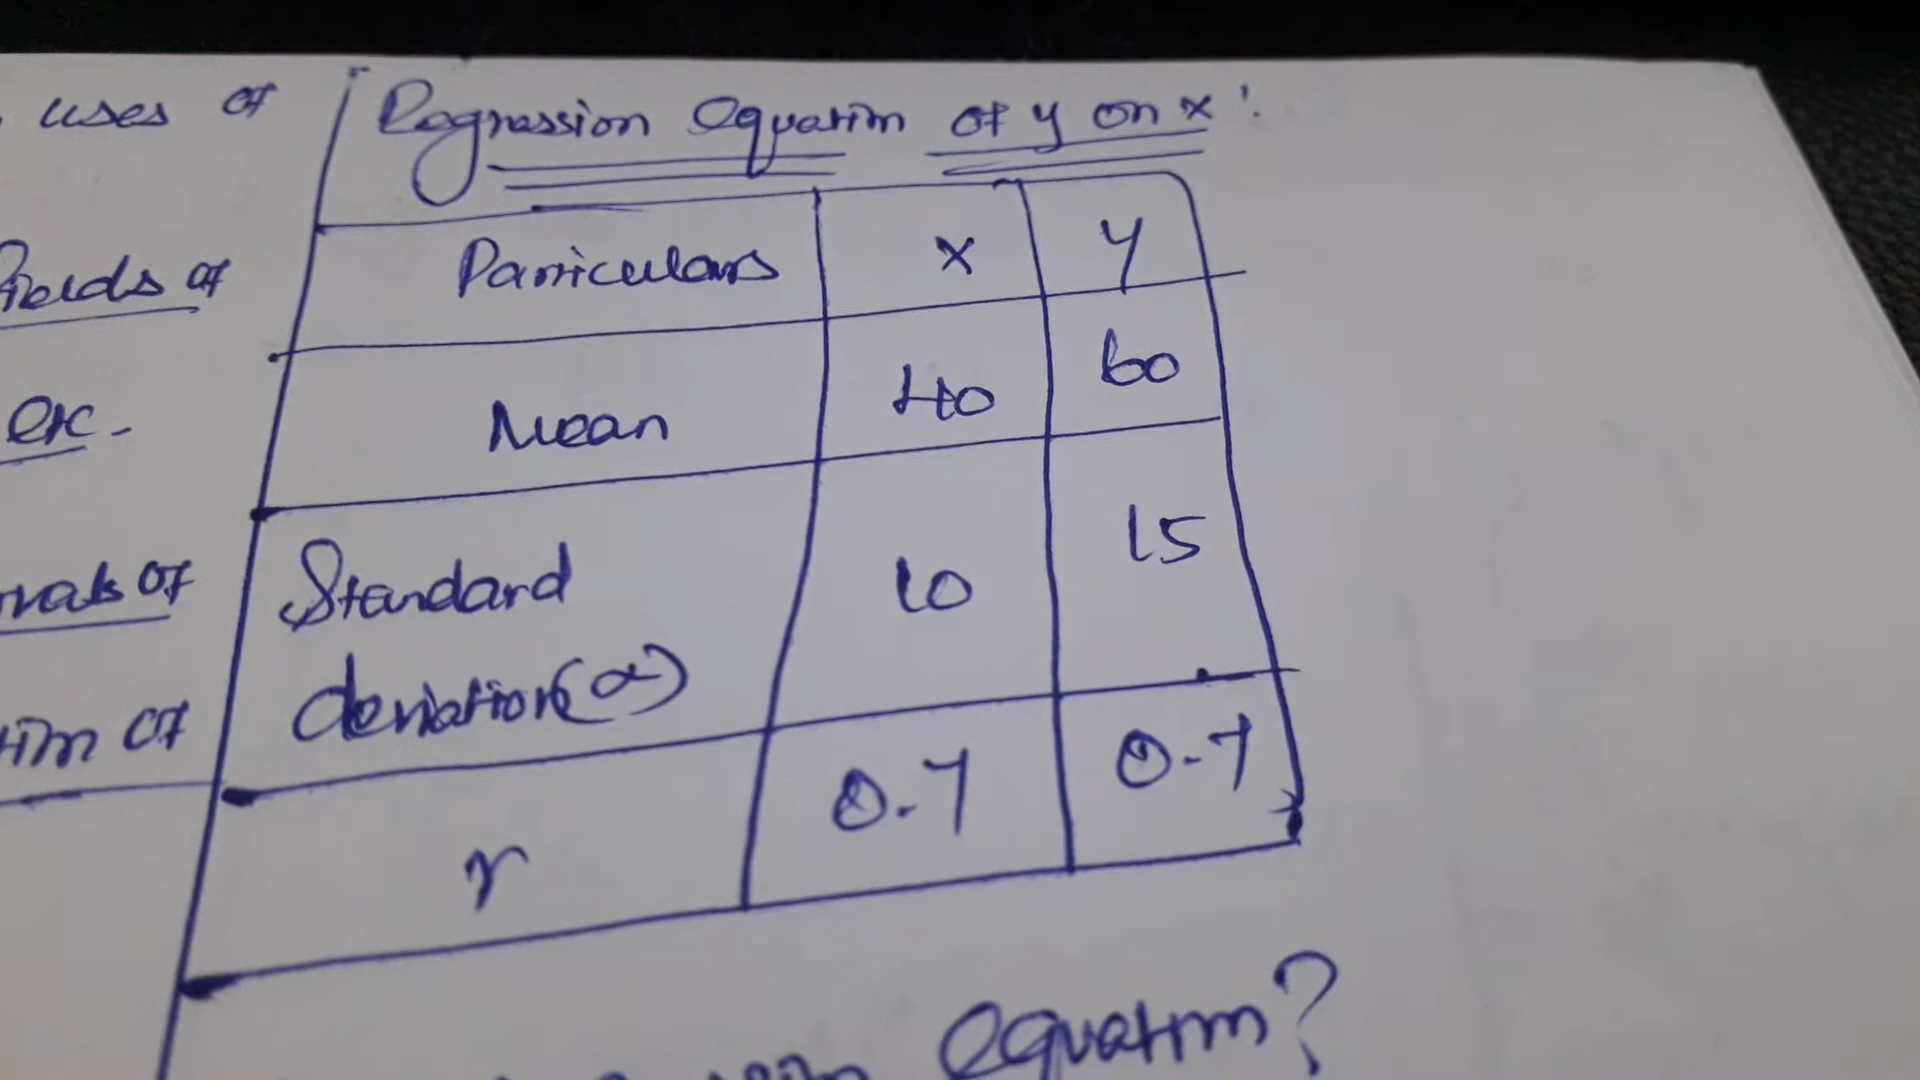 uses of
Fields of
etc.
of
of
Regression equation of y on x :
Particulars x y
Mean 40 60
Standard 10 15
deviation(α)
r 0.7 0.7
equation?